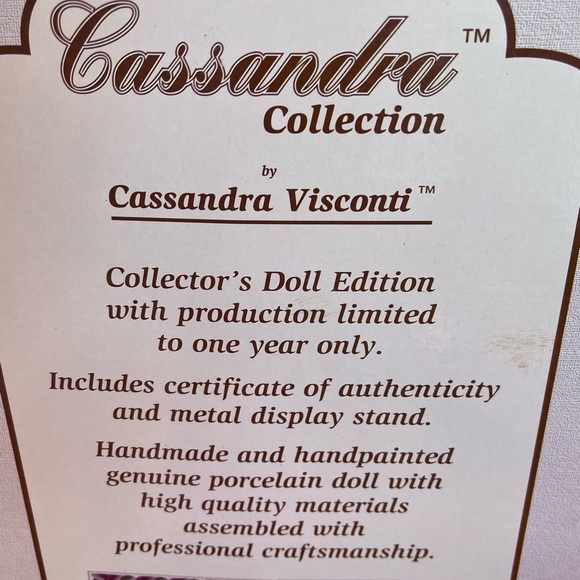 Cassandra™
Collection
by
Cassandra Visconti™
Collector's Doll Edition
with production limited
to one year only.
Includes certificate of authenticity
and metal display stand.
Handmade and handpainted
genuine porcelain doll with
high quality materials
assembled with
professional craftsmanship.